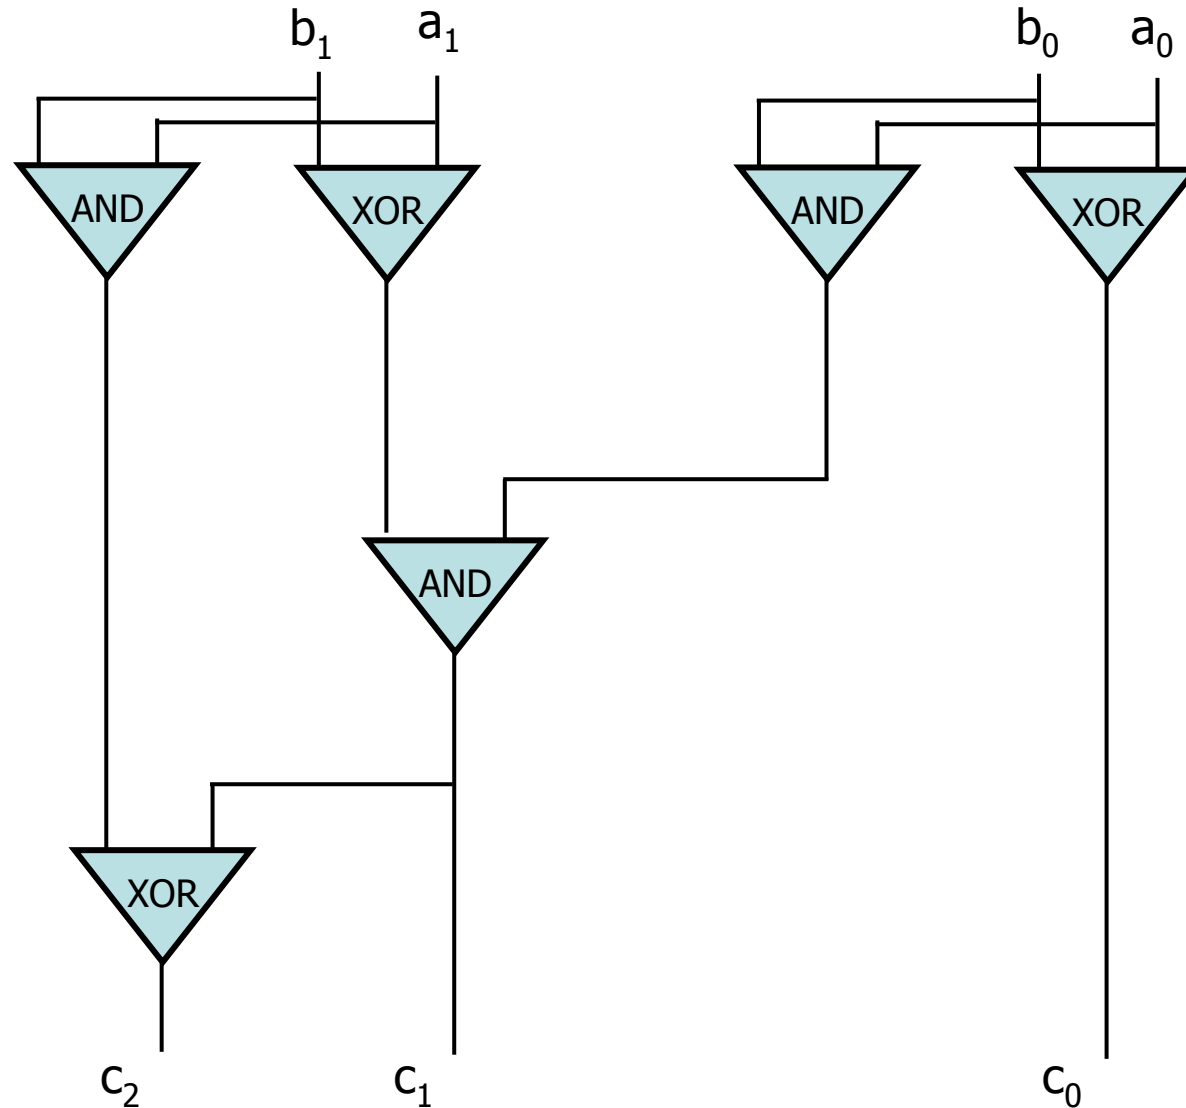 b₁ a₁ b₀ a₀
AND XOR AND XOR
AND
XOR
c₂ c₁ c₀